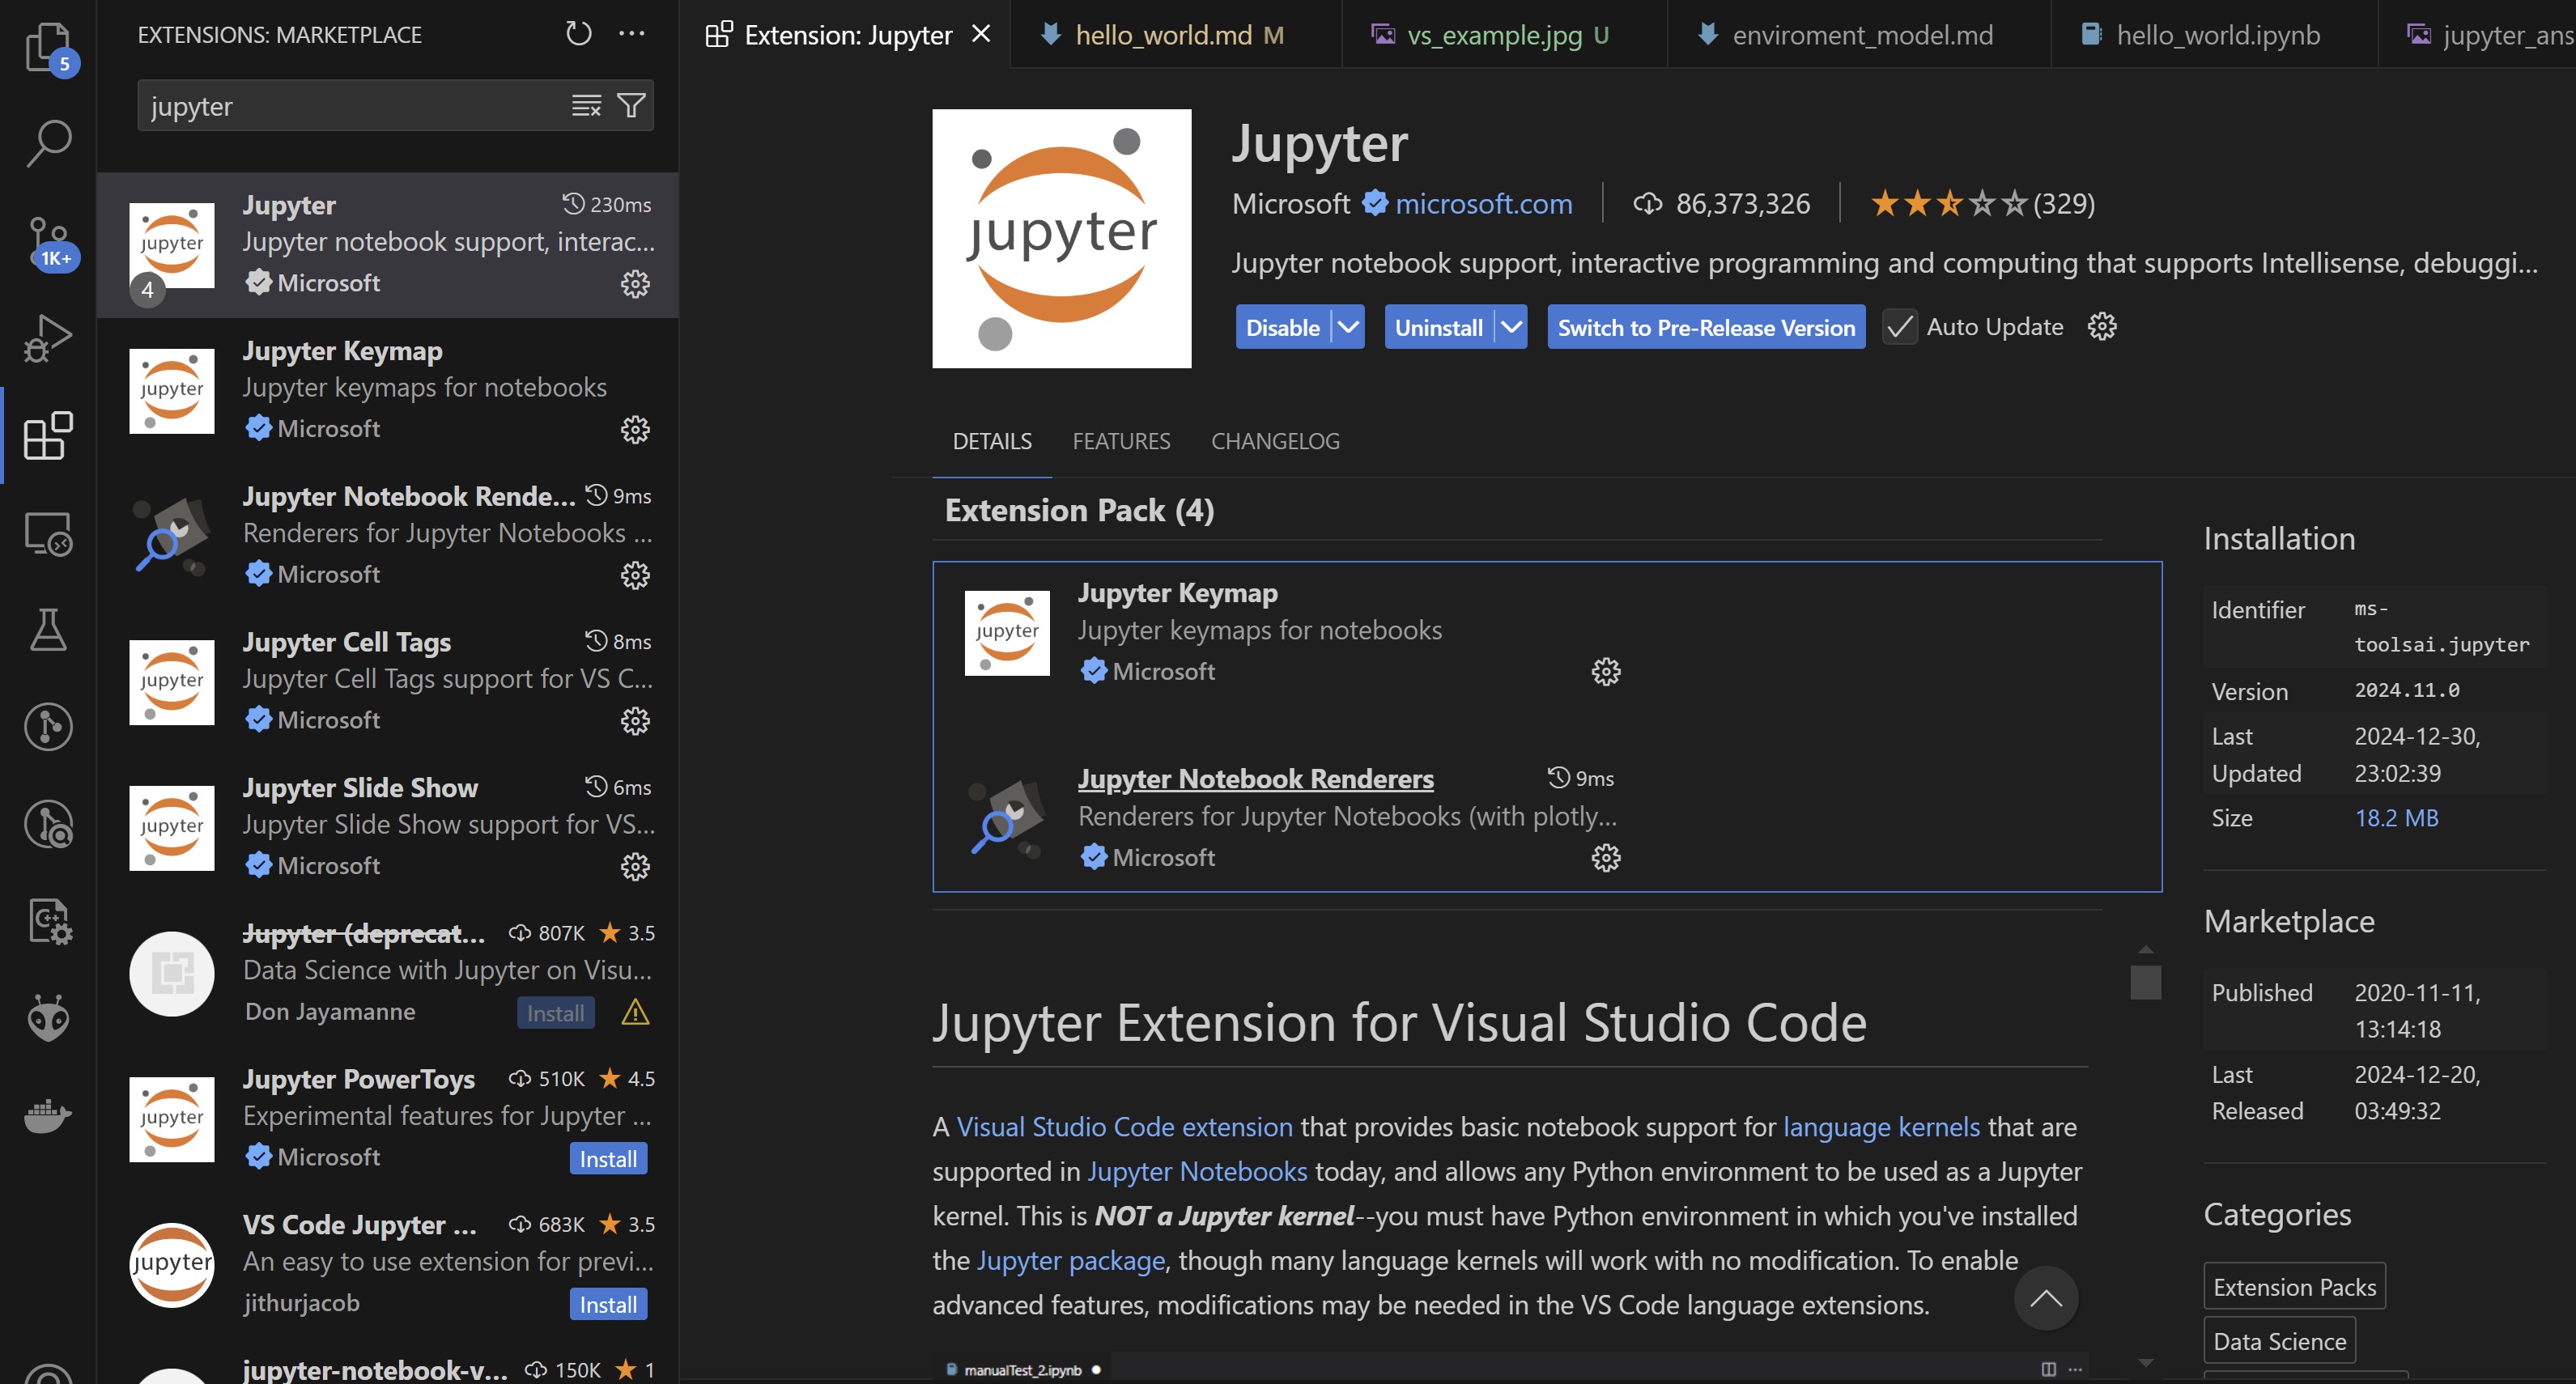 EXTENSIONS: MARKETPLACE
5
jupyter
1K+
Jupyter 230ms
Jupyter notebook support, interac...
Microsoft
4
jupyter
Jupyter Keymap
Jupyter keymaps for notebooks
Microsoft
jupyter
Jupyter Notebook Rende... 9ms
Renderers for Jupyter Notebooks ...
Microsoft
Jupyter Cell Tags 8ms
Jupyter Cell Tags support for VS C...
Microsoft
jupyter
Jupyter Slide Show 6ms
Jupyter Slide Show support for VS...
Microsoft
jupyter
Jupyter (deprecat... 807K 3.5
Data Science with Jupyter on Visu...
Don Jayamanne Install
Jupyter PowerToys 510K 4.5
Experimental features for Jupyter ...
Microsoft Install
jupyter
VS Code Jupyter ... 683K 3.5
An easy to use extension for previ...
jithurjacob Install
jupyter
jupyter-notebook-v... 150K 1
C++
Extension: Jupyter hello_world.md M vs_example.jpg U enviroment_model.md hello_world.ipynb jupyter_ans
jupyter
Jupyter
Microsoft microsoft.com 86,373,326 (329)
Jupyter notebook support, interactive programming and computing that supports Intellisense, debuggi...
Disable Uninstall Switch to Pre-Release Version Auto Update
DETAILS FEATURES CHANGELOG
Extension Pack (4)
Jupyter Keymap
Jupyter keymaps for notebooks
Microsoft
jupyter
Jupyter Notebook Renderers 9ms
Renderers for Jupyter Notebooks (with plotly...
Microsoft
Jupyter Extension for Visual Studio Code
A Visual Studio Code extension that provides basic notebook support for language kernels that are
supported in Jupyter Notebooks today, and allows any Python environment to be used as a Jupyter
kernel. This is NOT a Jupyter kernel--you must have Python environment in which you've installed
the Jupyter package, though many language kernels will work with no modification. To enable
advanced features, modifications may be needed in the VS Code language extensions.
manualTest_2.ipynb
Installation
Identifier ms-
toolsai.jupyter
Version 2024.11.0
Last 2024-12-30,
Updated 23:02:39
Size 18.2 MB
Marketplace
Published 2020-11-11,
13:14:18
Last 2024-12-20,
Released 03:49:32
Categories
Extension Packs
Data Science